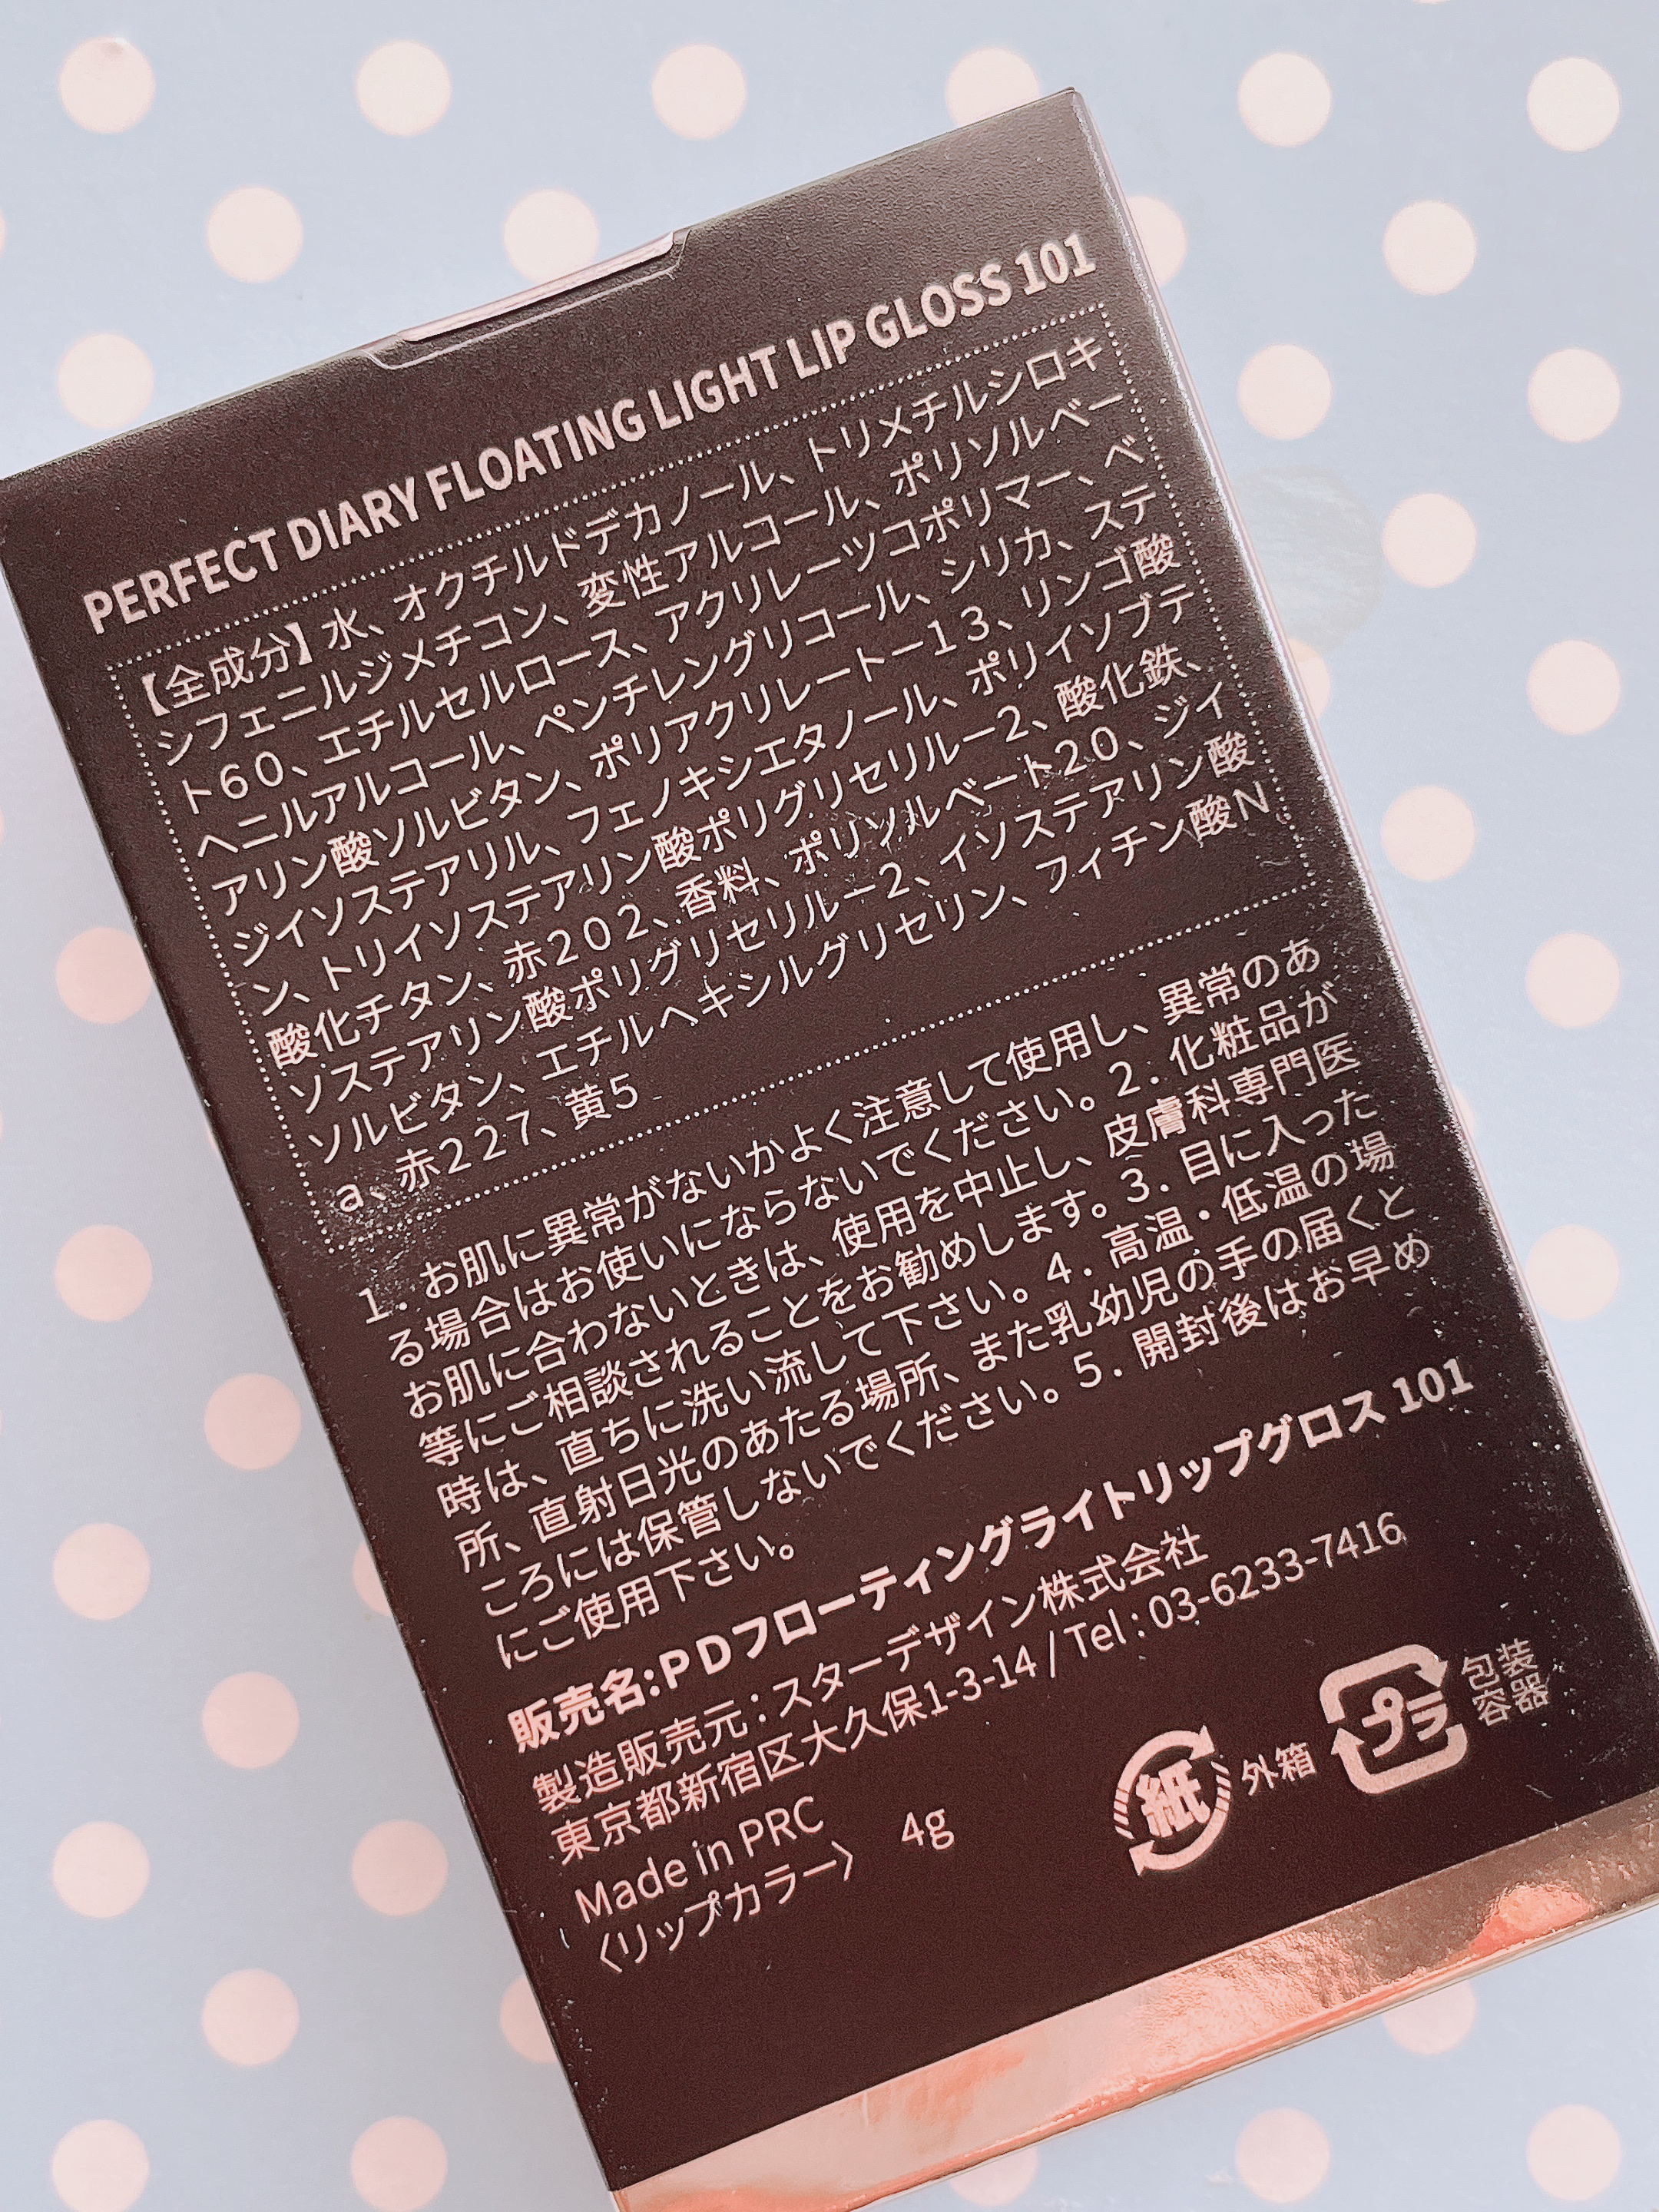 PERFECT DIARY FLOATING LIGHT LIP GLOSS 101
【全成分】水、オクチルドデカノール、トリメチルシロキ
シフェニルジメチコン、変性アルコール、ポリソルベー
ト60、エチルセルロース、アクリレーツコポリマー、ベ
ヘニルアルコール、ペンチレングリコール、シリカ、ステ
アリン酸ソルビタン、ポリアクリレートー13、リンゴ酸
ジイソステアリル、フェノキシエタノール、ポリイソブテ
ン、トリイソステアリン酸ポリグリセリルー2、酸化鉄、
酸化チタン、赤202、香料、ポリソルベート20、ジイ
ソステアリン酸ポリグリセリルー2、イソステアリン酸
ソルビタン、エチルヘキシルグリセリン、フィチン酸N
a、赤227、黄5
1. お肌に異常がないかよく注意して使用し、異常のあ
る場合はお使いにならないでください。2. 化粧品が
お肌に合わないときは、使用を中止し、皮膚科専門医
等にご相談されることをお勧めします。3. 目に入った
時は、直ちに洗い流して下さい。4. 高温・低温の場
所、直射日光のあたる場所、また乳幼児の手の届くと
ころには保管しないでください。5. 開封後はお早め
にご使用下さい。
販売名:PDフローティングライトリップグロス 101
製造販売元:スターデザイン株式会社
東京都新宿区大久保1-3-14 / Tel : 03-6233-7416
Made in PRC
〈リップカラー〉 4g
紙 外箱
プラ 包装
容器